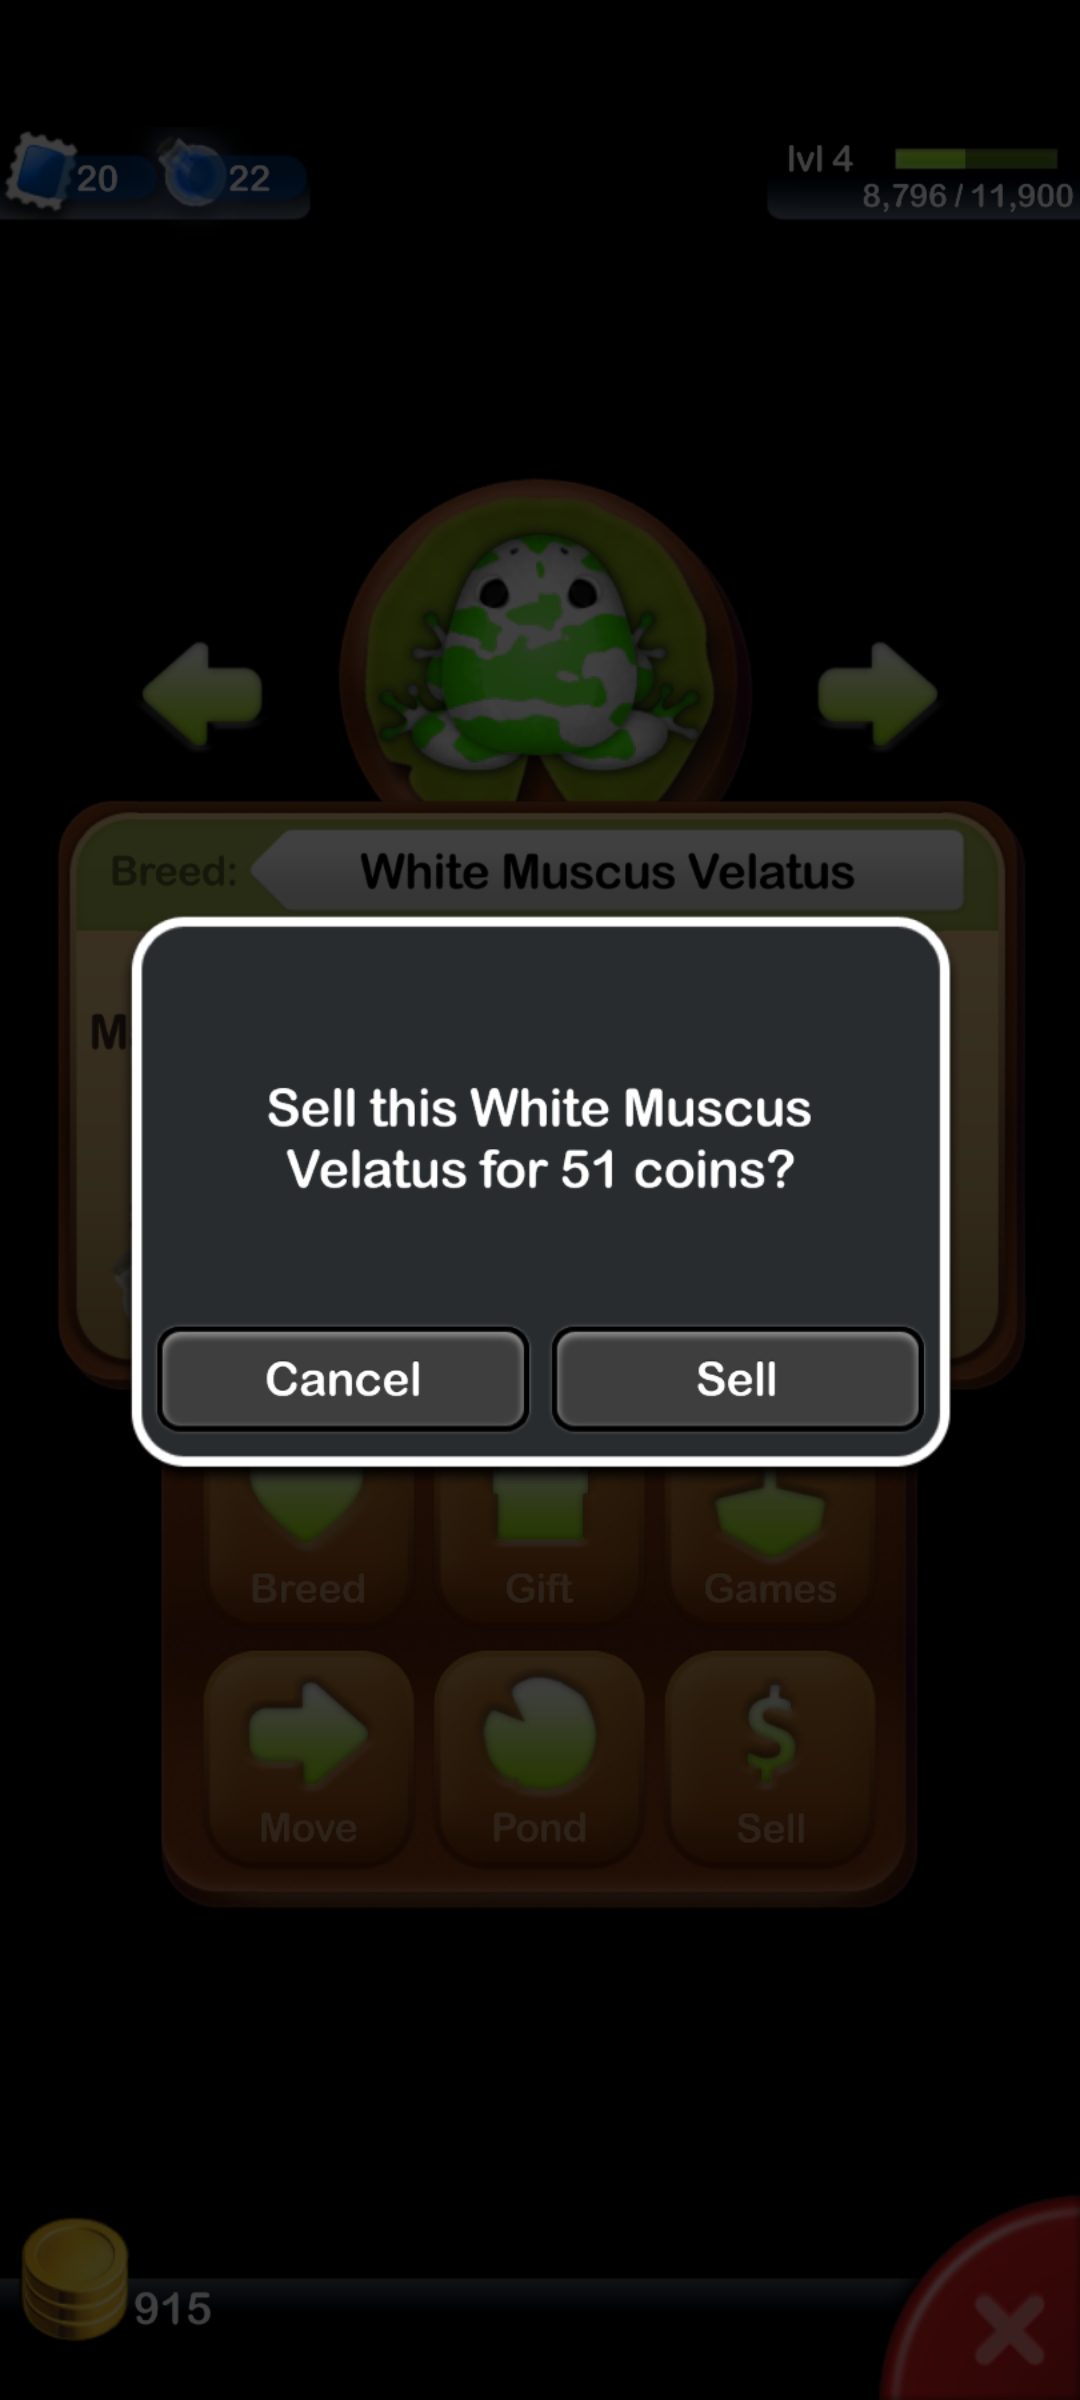 20
22
lvl 4
8,796 / 11,900
Breed:
White Muscus Velatus
M
Sell this White Muscus
Velatus for 51 coins?
Cancel
Sell
Breed
Gift
Games
Move
Pond
$
Sell
915